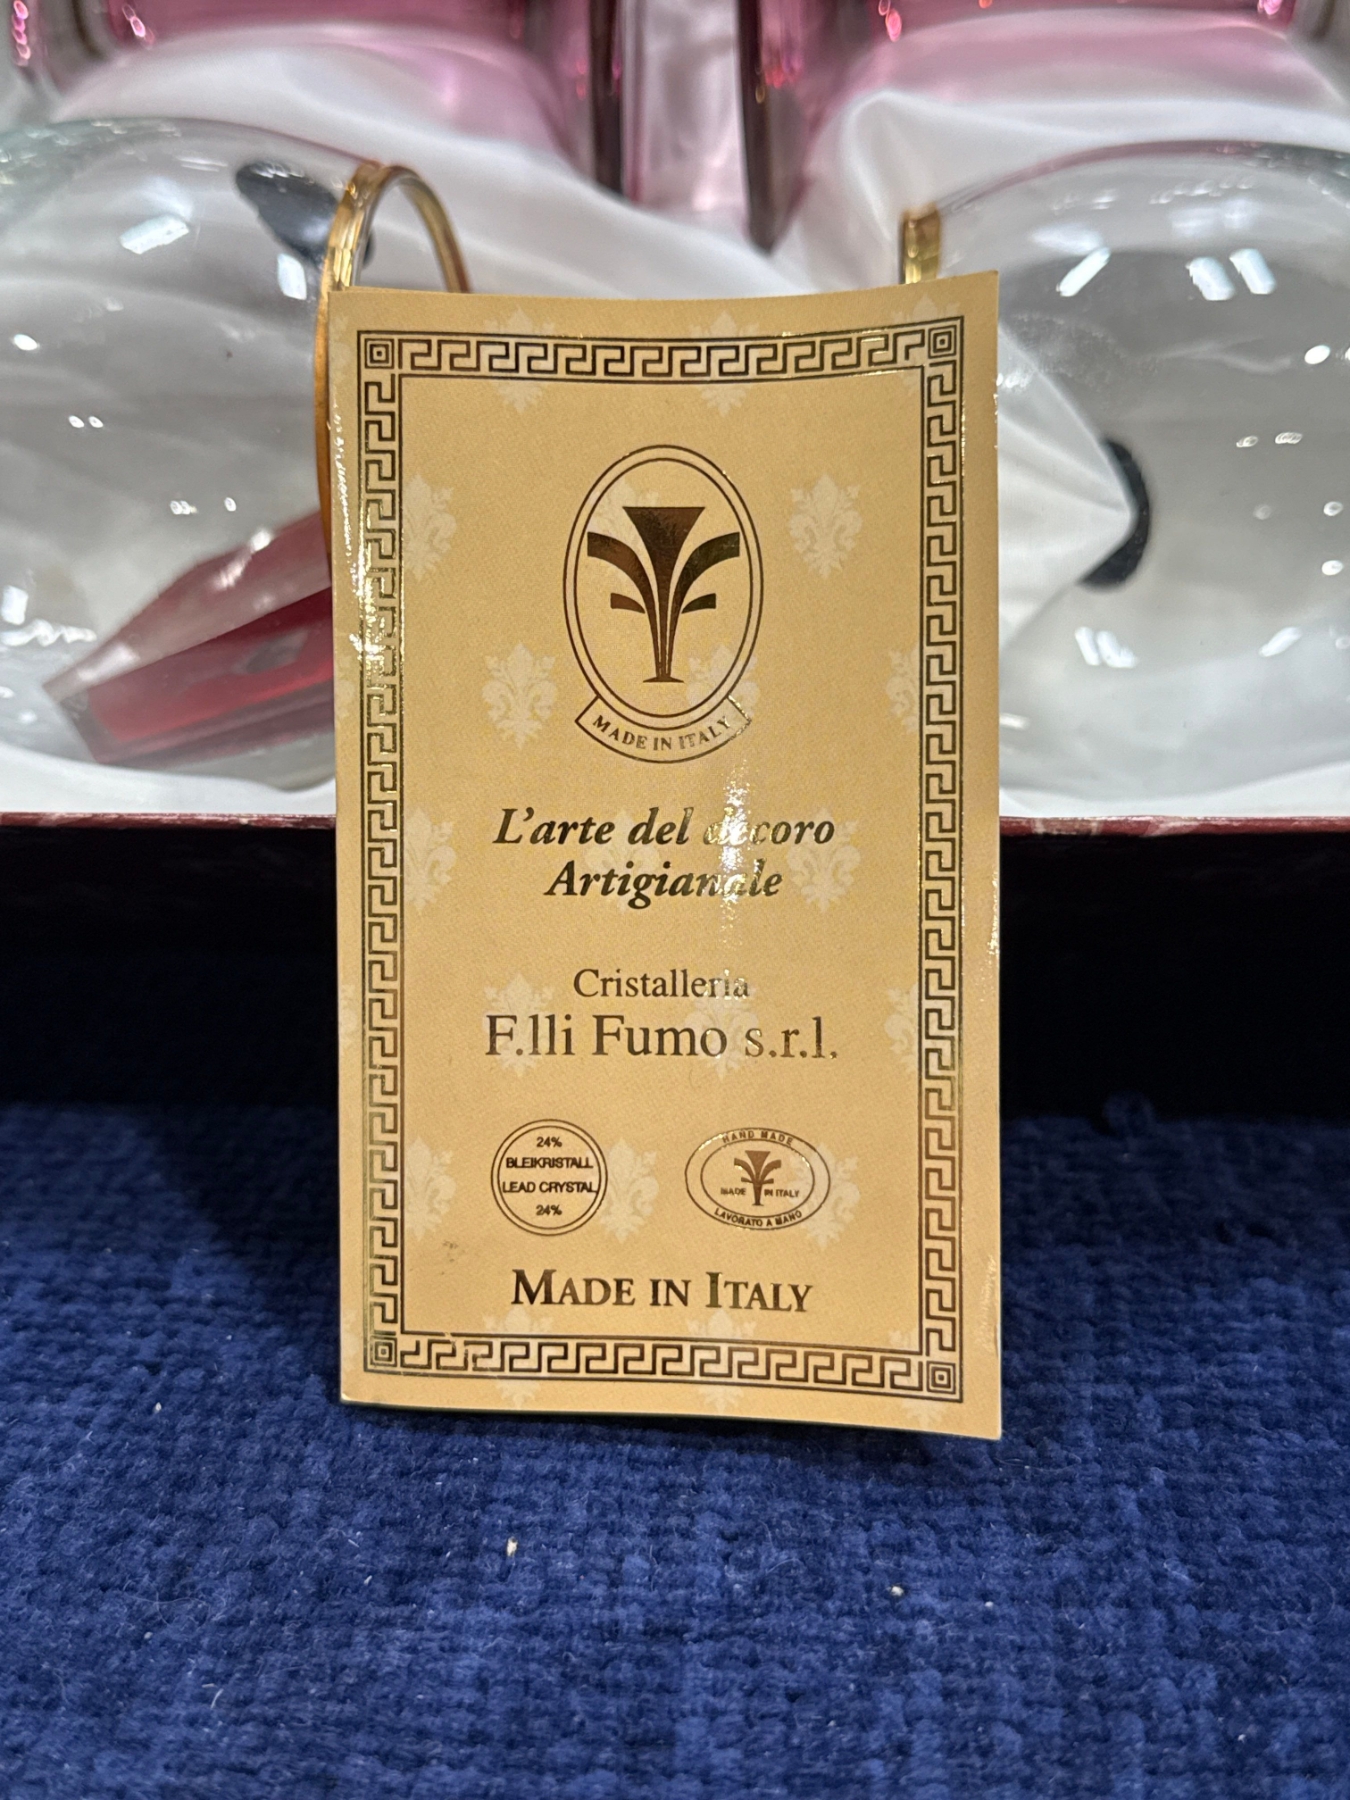 MADE IN ITALY
L'arte del decoro
Artigianale
Cristalleria
F.lli Fumo s.r.l.
24%
BLEIKRISTALL
LEAD CRYSTAL
24%
HAND MADE
MADE IN ITALY
LAVORATO A MANO
MADE IN ITALY